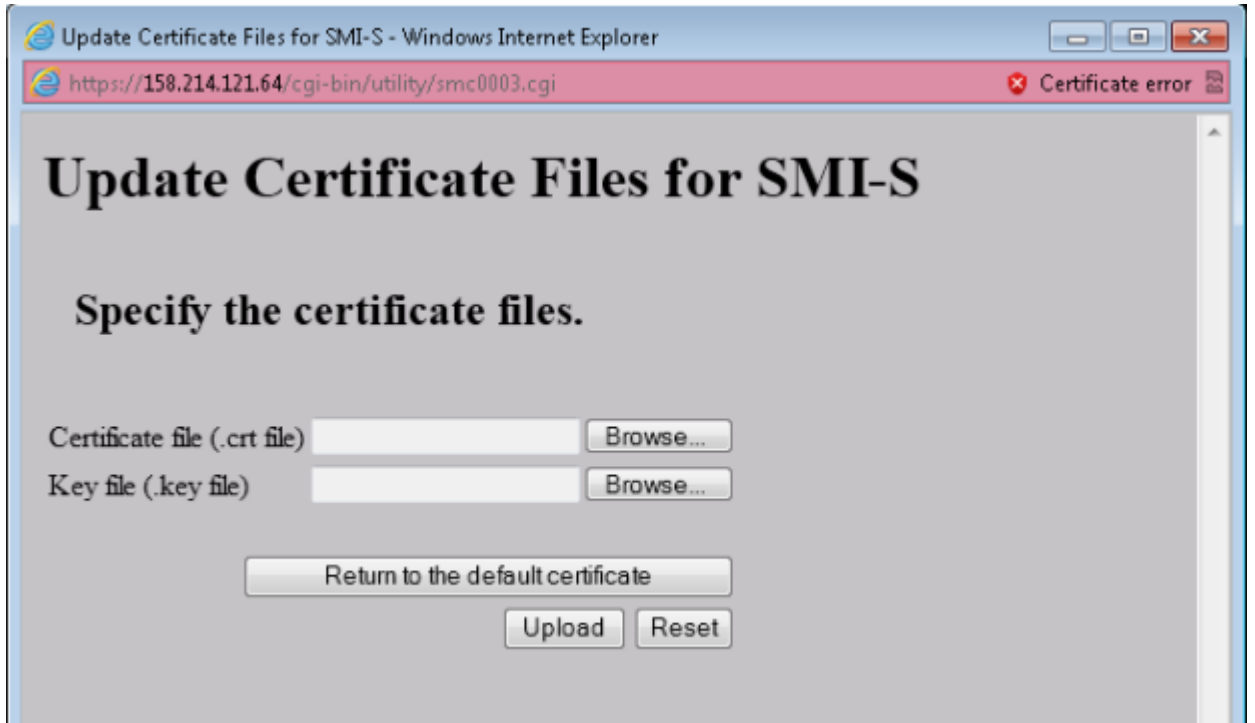 Update Certificate Files for SMI-S - Windows Internet Explorer
https://158.214.121.64/cgi-bin/utility/smc0003.cgi Certificate error
Update Certificate Files for SMI-S
Specify the certificate files.
Certificate file (.crt file) Browse...
Key file (.key file) Browse...
Return to the default certificate
Upload Reset